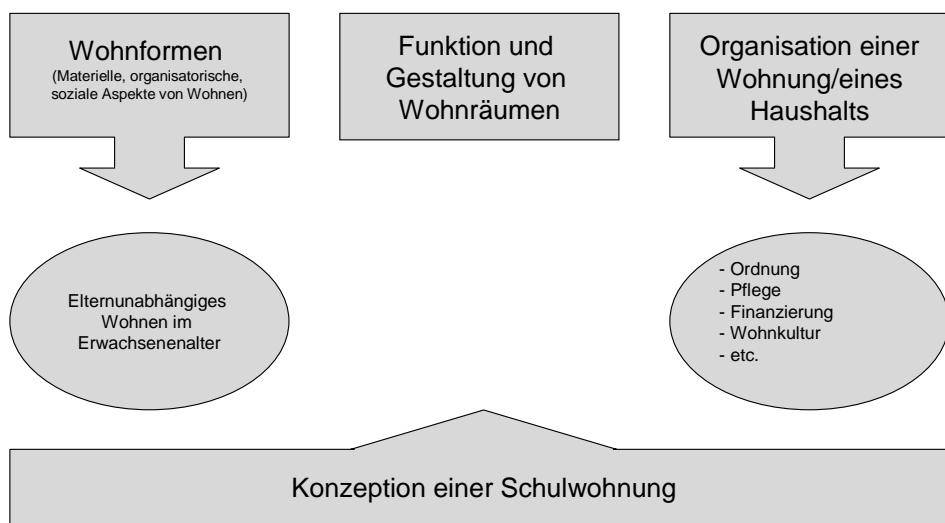 Wohnformen
(Materielle, organisatorische,
soziale Aspekte von Wohnen)
Funktion und
Gestaltung von
Wohnräumen
Organisation einer
Wohnung/eines
Haushalts
Elternunabhängiges
Wohnen im
Erwachsenenalter
- Ordnung
- Pflege
- Finanzierung
- Wohnkultur
- etc.
Konzeption einer Schulwohnung